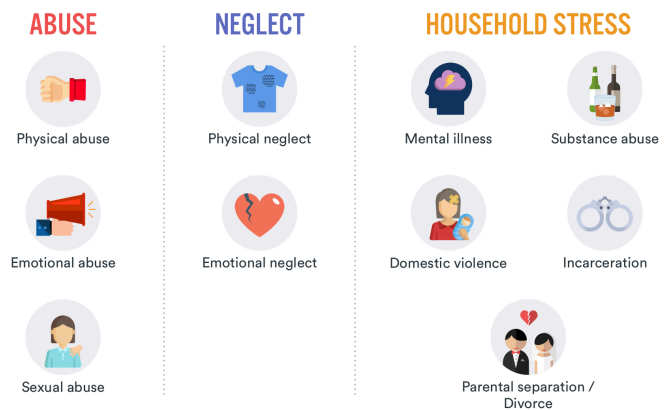 ABUSE
NEGLECT
HOUSEHOLD STRESS
Physical abuse
Physical neglect
Mental illness
Substance abuse
Emotional abuse
Emotional neglect
Domestic violence
Incarceration
Sexual abuse
Parental separation /
Divorce